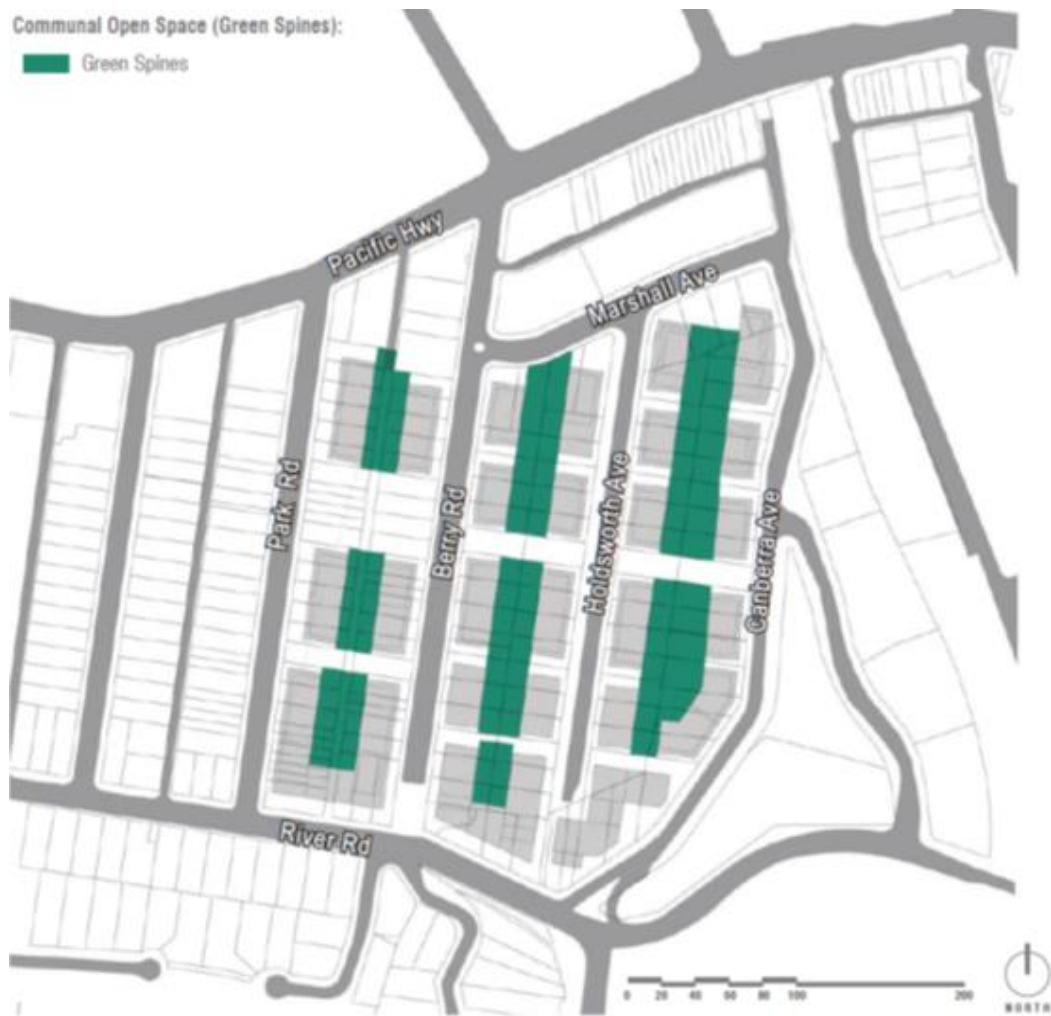 Communal Open Space (Green Spines):
Green Spines
Pacific Hwy
Marshall Ave
Park Rd
Berry Rd
Holdsworth Ave
Canberra Ave
River Rd
0 20 40 60 80 100 200
NORTH